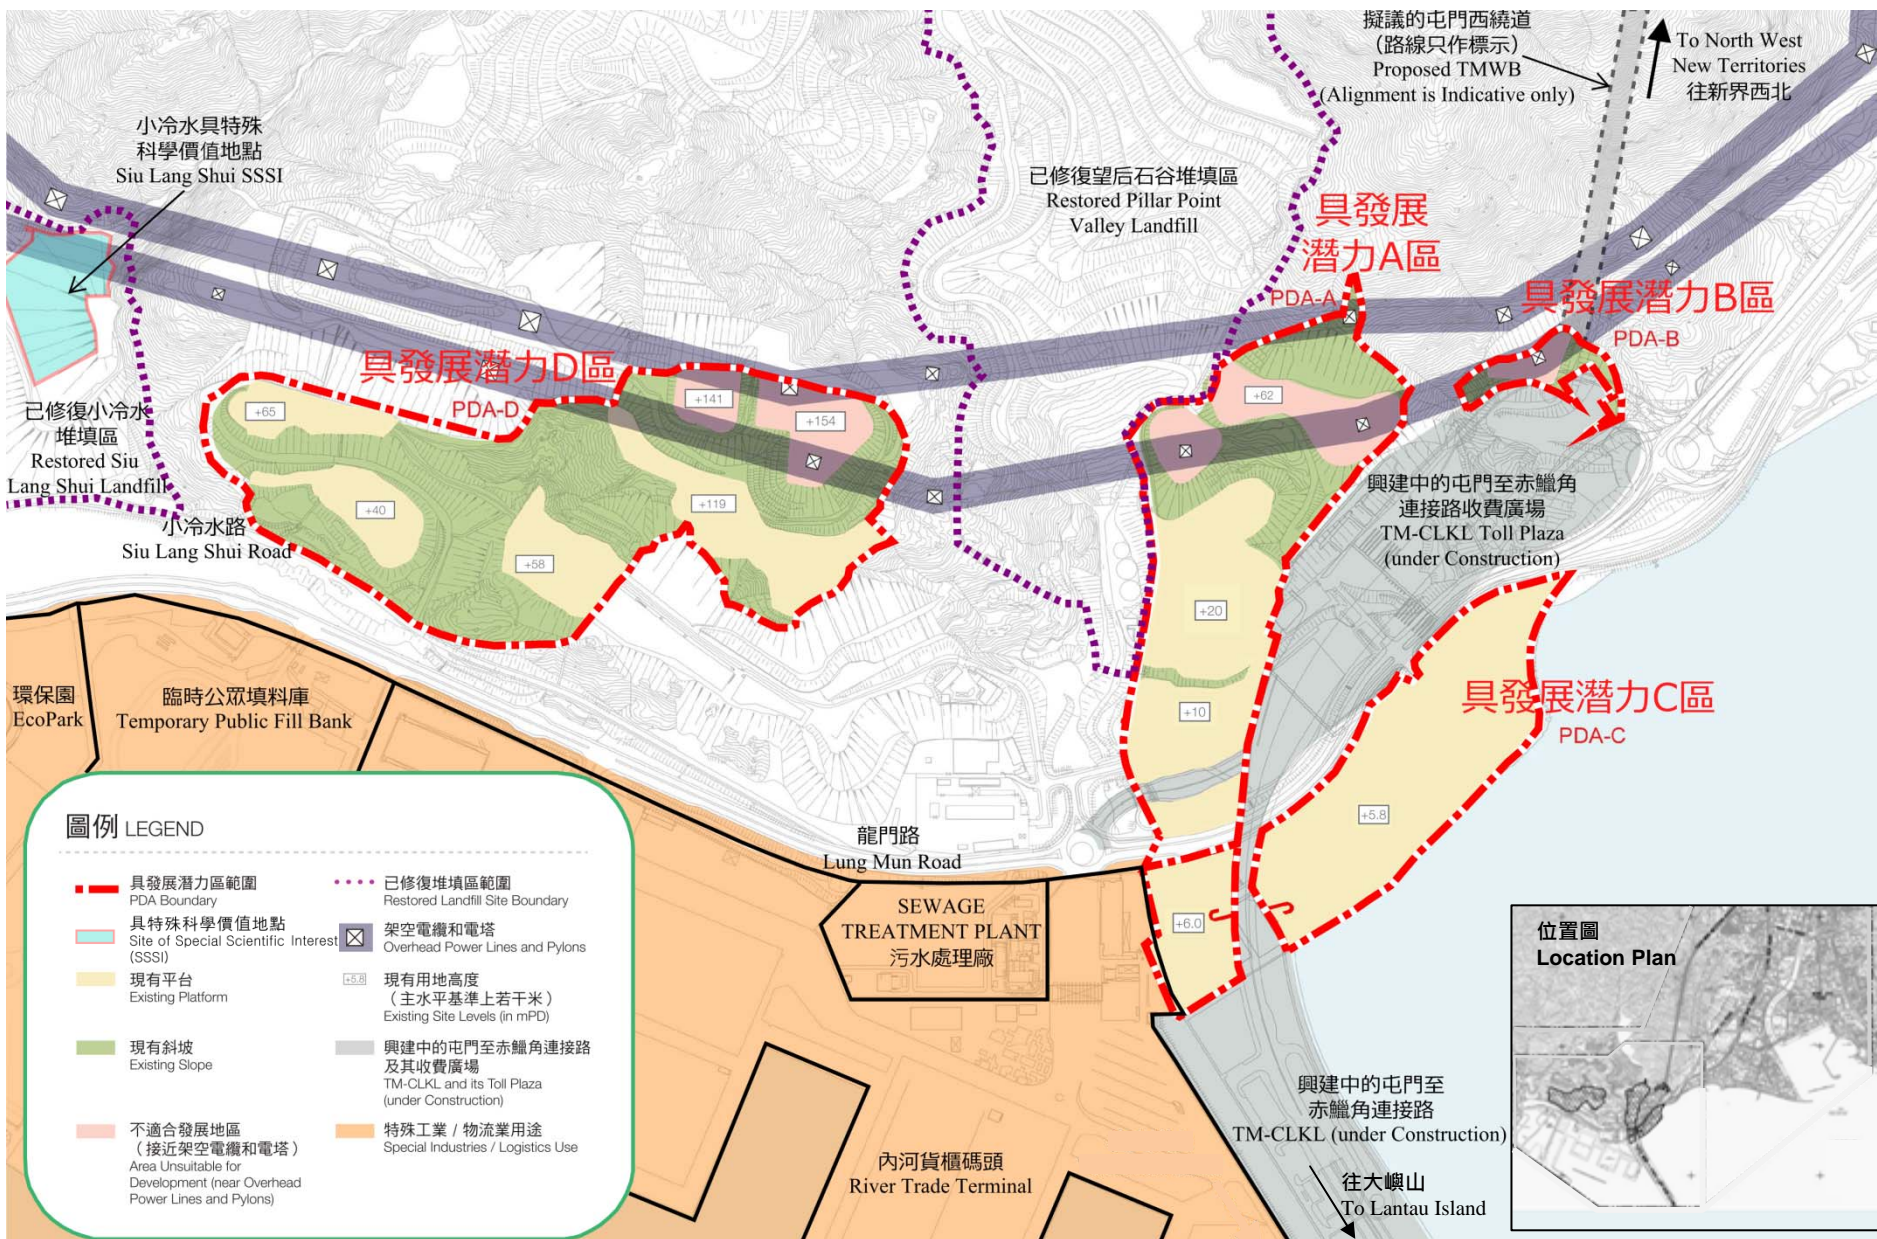 擬議的屯門西繞道
（路線只作標示）
Proposed TMWB
(Alignment is Indicative only)
To North West
New Territories
往新界西北
小冷水具特殊
科學價值地點
Siu Lang Shui SSSI
已修復望后石谷堆填區
Restored Pillar Point
Valley Landfill
具發展
潛力A區
PDA-A
具發展潛力B區
PDA-B
具發展潛力D區
PDA-D
+65
+141
+154
+62
已修復小冷水
堆填區
Restored Siu
Lang Shui Landfill
+40
+119
+58
小冷水路
Siu Lang Shui Road
興建中的屯門至赤鱲角
連接路收費廣場
TM-CLKL Toll Plaza
(under Construction)
+20
+10
具發展潛力C區
PDA-C
+5.8
+6.0
環保園
EcoPark
臨時公眾填料庫
Temporary Public Fill Bank
龍門路
Lung Mun Road
SEWAGE
TREATMENT PLANT
污水處理廠
內河貨櫃碼頭
River Trade Terminal
興建中的屯門至
赤鱲角連接路
TM-CLKL (under Construction)
往大嶼山
To Lantau Island
位置圖
Location Plan
圖例 LEGEND
具發展潛力區範圍
PDA Boundary
具特殊科學價值地點
Site of Special Scientific Interest
(SSSI)
現有平台
Existing Platform
現有斜坡
Existing Slope
不適合發展地區
（接近架空電纜和電塔）
Area Unsuitable for
Development (near Overhead
Power Lines and Pylons)
已修復堆填區範圍
Restored Landfill Site Boundary
架空電纜和電塔
Overhead Power Lines and Pylons
+5.8
現有用地高度
（主水平基準上若干米）
Existing Site Levels (in mPD)
興建中的屯門至赤鱲角連接路
及其收費廣場
TM-CLKL and its Toll Plaza
(under Construction)
特殊工業 / 物流業用途
Special Industries / Logistics Use